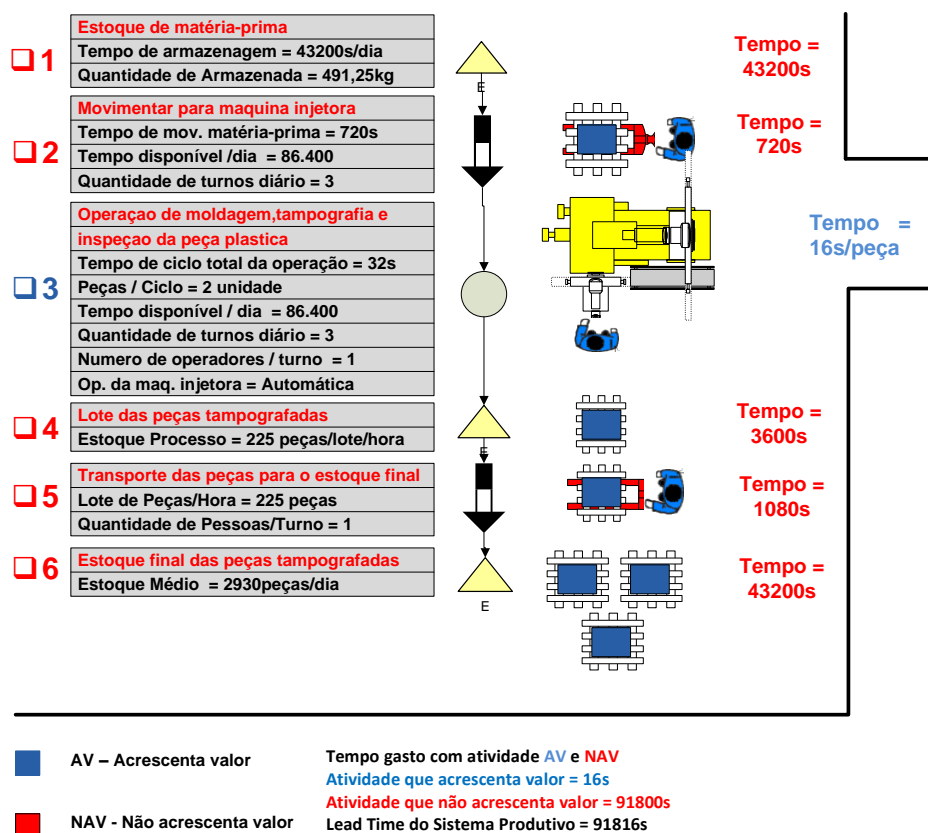 1
Estoque de matéria-prima
Tempo de armazenagem = 43200s/dia
Quantidade de Armazenada = 491,25kg
E
Tempo =
43200s
2
Movimentar para maquina injetora
Tempo de mov. matéria-prima = 720s
Tempo disponível /dia = 86.400
Quantidade de turnos diário = 3
Tempo =
720s
3
Operaçao de moldagem,tampografia e
inspeçao da peça plastica
Tempo de ciclo total da operação = 32s
Peças / Ciclo = 2 unidade
Tempo disponível / dia = 86.400
Quantidade de turnos diário = 3
Numero de operadores / turno = 1
Op. da maq. injetora = Automática
Tempo =
16s/peça
4
Lote das peças tampografadas
Estoque Processo = 225 peças/lote/hora
E
Tempo =
3600s
5
Transporte das peças para o estoque final
Lote de Peças/Hora = 225 peças
Quantidade de Pessoas/Turno = 1
Tempo =
1080s
6
Estoque final das peças tampografadas
Estoque Médio = 2930peças/dia
E
Tempo =
43200s
AV – Acrescenta valor
NAV - Não acrescenta valor
Tempo gasto com atividade AV e NAV
Atividade que acrescenta valor = 16s
Atividade que não acrescenta valor = 91800s
Lead Time do Sistema Produtivo = 91816s